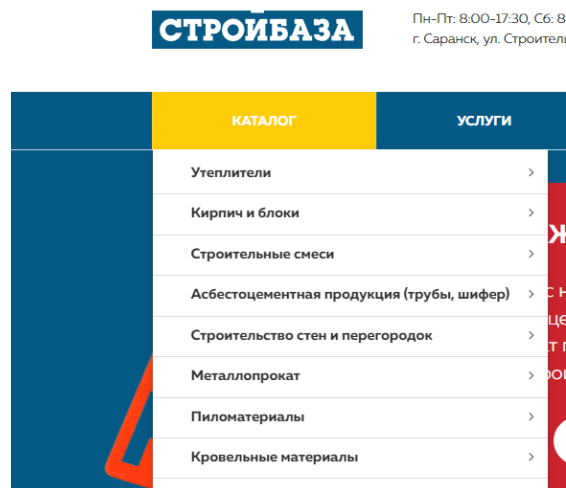 СТРОЙБАЗА
Пн-Пт: 8:00-17:30, Сб: 8
г. Саранск, ул.
КАТАЛОГ
УСЛУГИ
Утеплители
Кирпич и блоки
Строительные смеси
Асбестоцементная продукция (трубы, шифер)
Строительство стен и перегородок
Металлопрокат
Пиломатериалы
Кровельные материалы